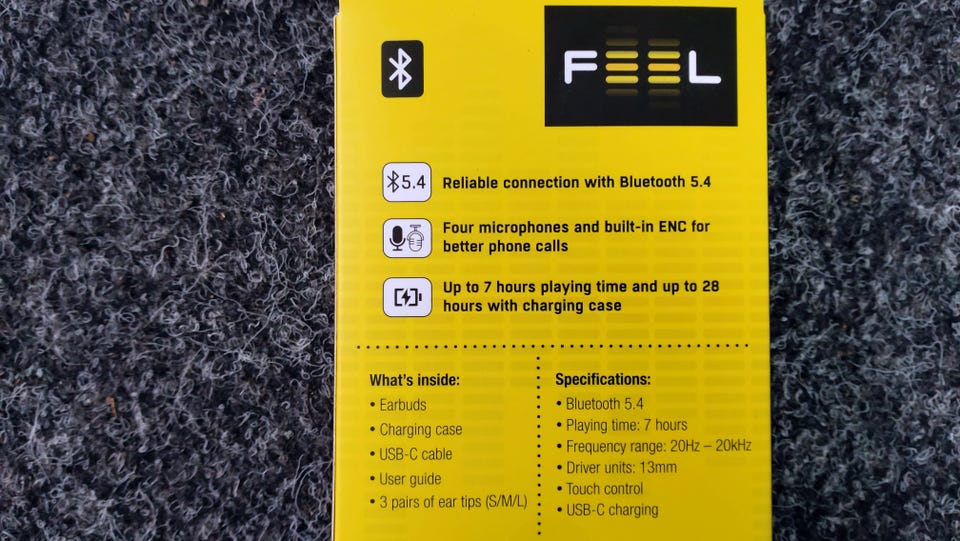 FEEL
5.4
Reliable connection with Bluetooth 5.4
Four microphones and built-in ENC for
better phone calls
Up to 7 hours playing time and up to 28
hours with charging case
What's inside:
• Earbuds
• Charging case
• USB-C cable
• User guide
• 3 pairs of ear tips (S/M/L)
Specifications:
• Bluetooth 5.4
• Playing time: 7 hours
• Frequency range: 20Hz – 20kHz
• Driver units: 13mm
• Touch control
• USB-C charging